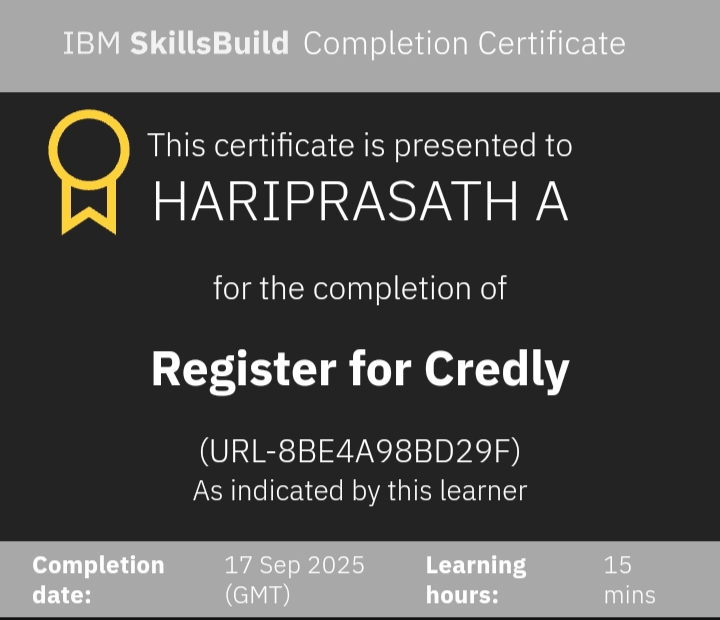 IBM SkillsBuild Completion Certificate
This certificate is presented to
HARIPRASATH A
for the completion of
Register for Credly
(URL-8BE4A98BD29F)
As indicated by this learner
Completion date:
17 Sep 2025 (GMT)
Learning hours:
15 mins